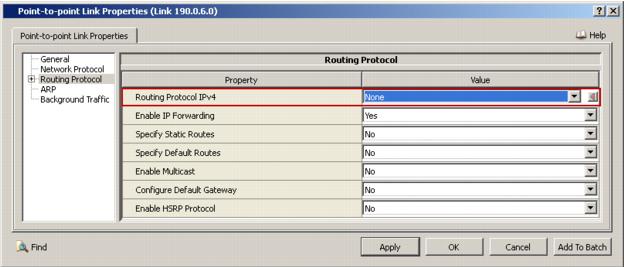 Point-to-point Link Properties (Link 190.0.6.0)
Point-to-point Link Properties
Help
General
Network Protocol
Routing Protocol
ARP
Background Traffic
Routing Protocol
Property Value
Routing Protocol IPv4 None
Enable IP Forwarding Yes
Specify Static Routes No
Specify Default Routes No
Enable Multicast No
Configure Default Gateway No
Enable HSRP Protocol No
Find Apply OK Cancel Add To Batch